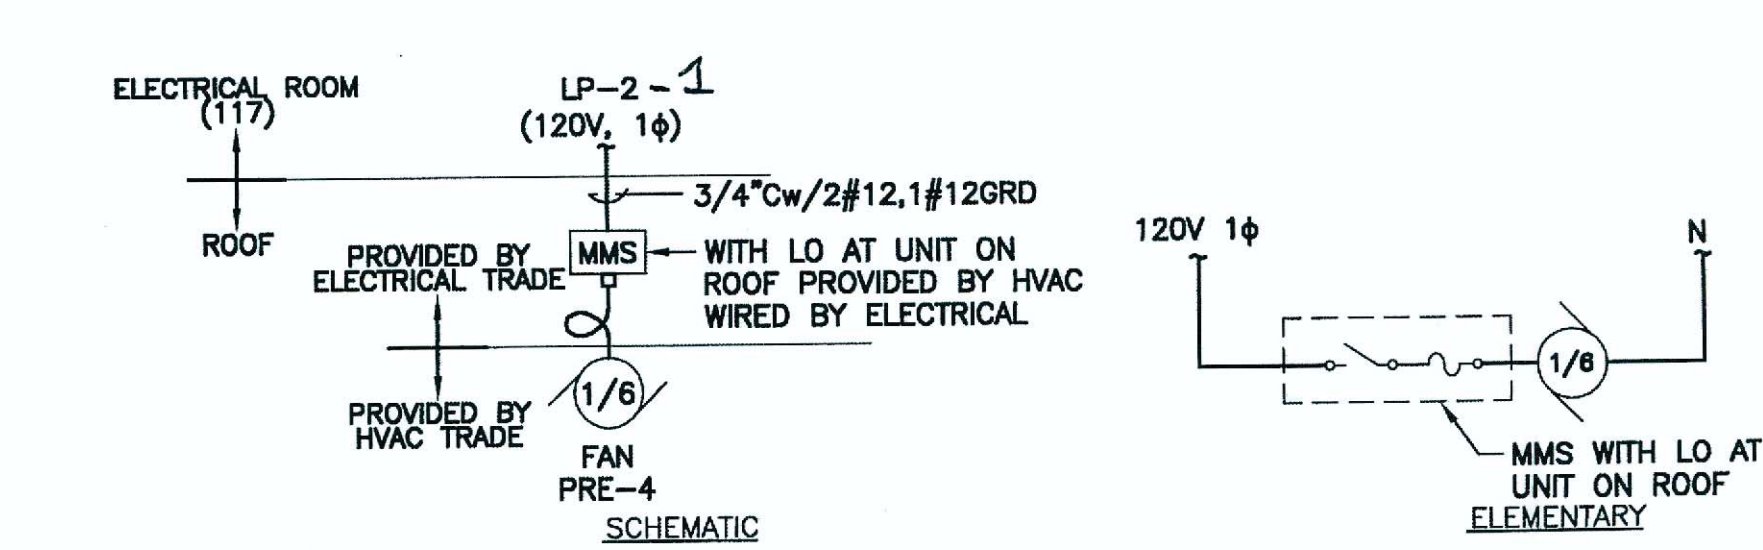 ELECTRICAL ROOM
(117)
ROOF
LP-2-1
(120V, 1ϕ)
3/4"Cw/2#12,1#12GRD
PROVIDED BY
ELECTRICAL TRADE
MMS
WITH LO AT UNIT ON
ROOF PROVIDED BY HVAC
WIRED BY ELECTRICAL
PROVIDED BY
HVAC TRADE
1/6
FAN
PRE-4
SCHEMATIC
120V 1ϕ
N
1/6
MMS WITH LO AT
UNIT ON ROOF
ELEMENTARY